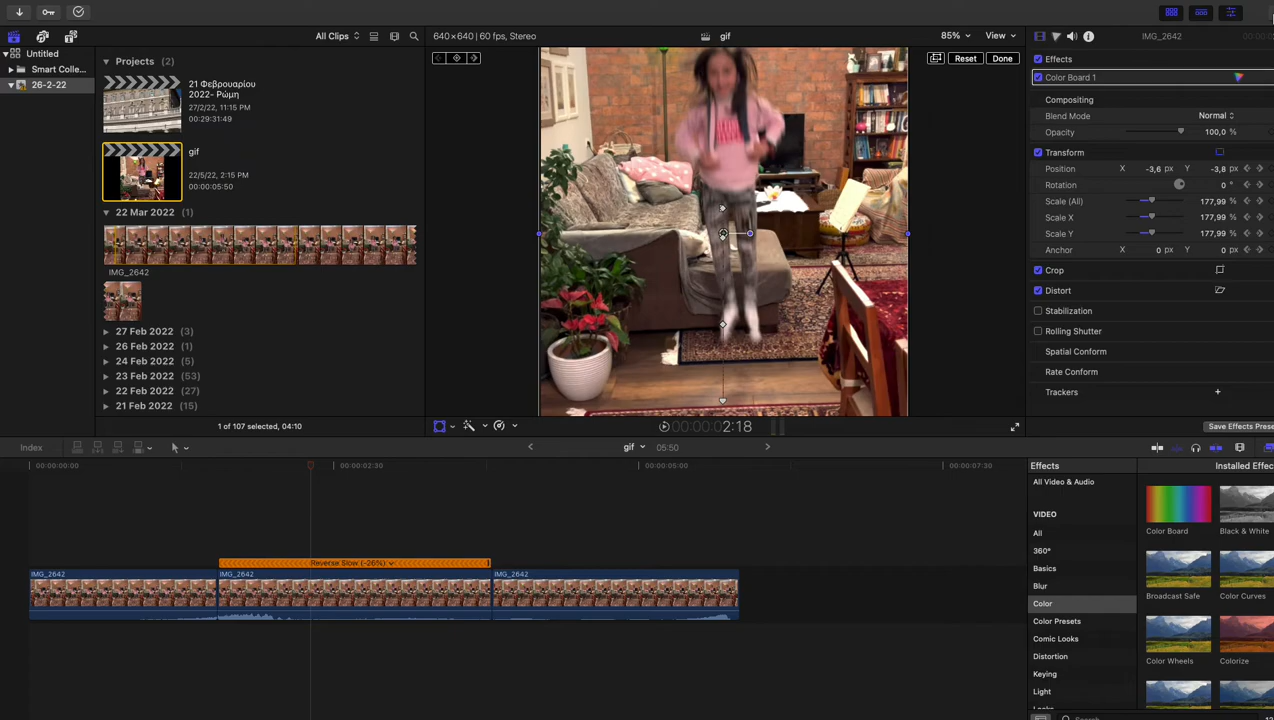 All Clips
640×640 | 60 fps, Stereo
gif
85%
View
IMG_2642
Untitled
Smart Colle...
26-2-22
Projects (2)
21 Φεβρουαρίου
2022- Ρώμη
27/2/22, 11:15 PM
00:29:31:49
gif
22/5/22, 2:15 PM
00:00:05:50
22 Mar 2022 (1)
IMG_2642
27 Feb 2022 (3)
26 Feb 2022 (1)
24 Feb 2022 (5)
23 Feb 2022 (53)
22 Feb 2022 (27)
21 Feb 2022 (15)
1 of 107 selected, 04:10
Reset
Done
00:00:00:02:18
Effects
Color Board 1
Compositing
Blend Mode Normal
Opacity 100,0 %
Transform
Position X -3,6 px Y -3,8 px
Rotation 0 °
Scale (All) 177,99 %
Scale X 177,99 %
Scale Y 177,99 %
Anchor X 0 px Y 0 px
Crop
Distort
Stabilization
Rolling Shutter
Spatial Conform
Rate Conform
Trackers +
Save Effects Prese
Index
gif
05:50
00:00:00:00
00:00:02:30
00:00:05:00
00:00:07:30
Reverse Slow (-26%)
IMG_2642
IMG_2642
IMG_2642
Effects
Installed Effec
All Video & Audio
VIDEO
All
360°
Basics
Blur
Color
Color Presets
Comic Looks
Distortion
Keying
Light
Looks
Color Board
Black & White
Broadcast Safe
Color Curves
Color Wheels
Colorize
Search